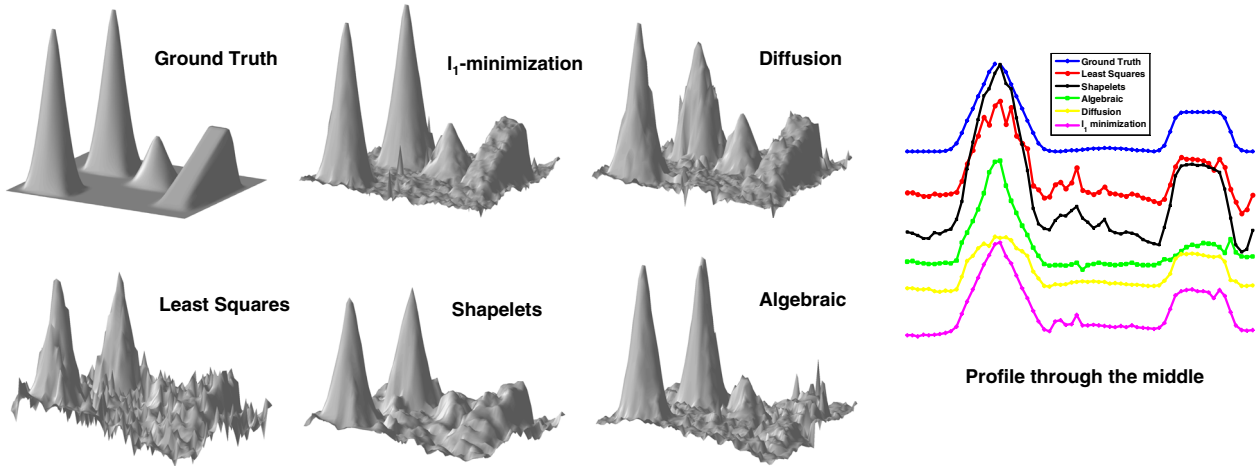 Ground Truth
l1-minimization
Diffusion
Least Squares
Shapelets
Algebraic
Ground Truth
Least Squares
Shapelets
Algebraic
Diffusion
l1 minimization
Profile through the middle